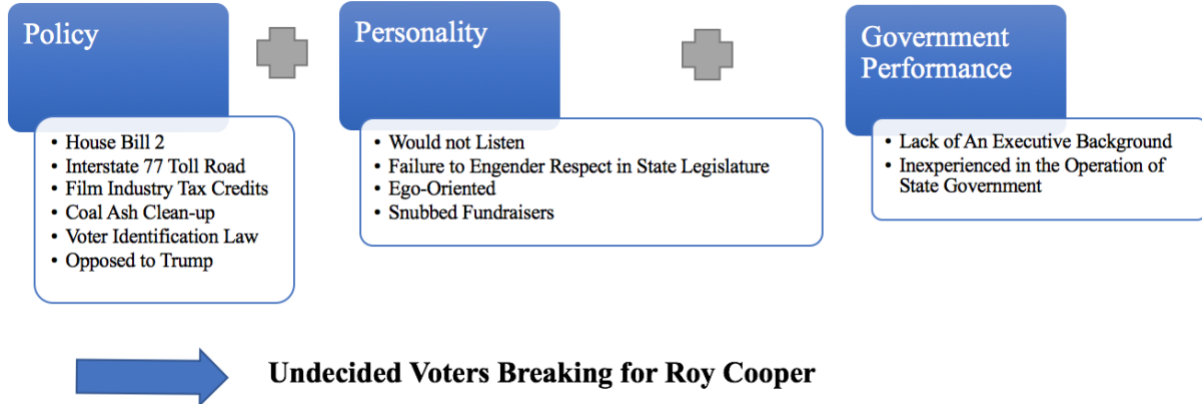 Policy
• House Bill 2
• Interstate 77 Toll Road
• Film Industry Tax Credits
• Coal Ash Clean-up
• Voter Identification Law
• Opposed to Trump
Personality
• Would not Listen
• Failure to Engender Respect in State Legislature
• Ego-Oriented
• Snubbed Fundraisers
Government
Performance
• Lack of An Executive Background
• Inexperienced in the Operation of
State Government
Undecided Voters Breaking for Roy Cooper